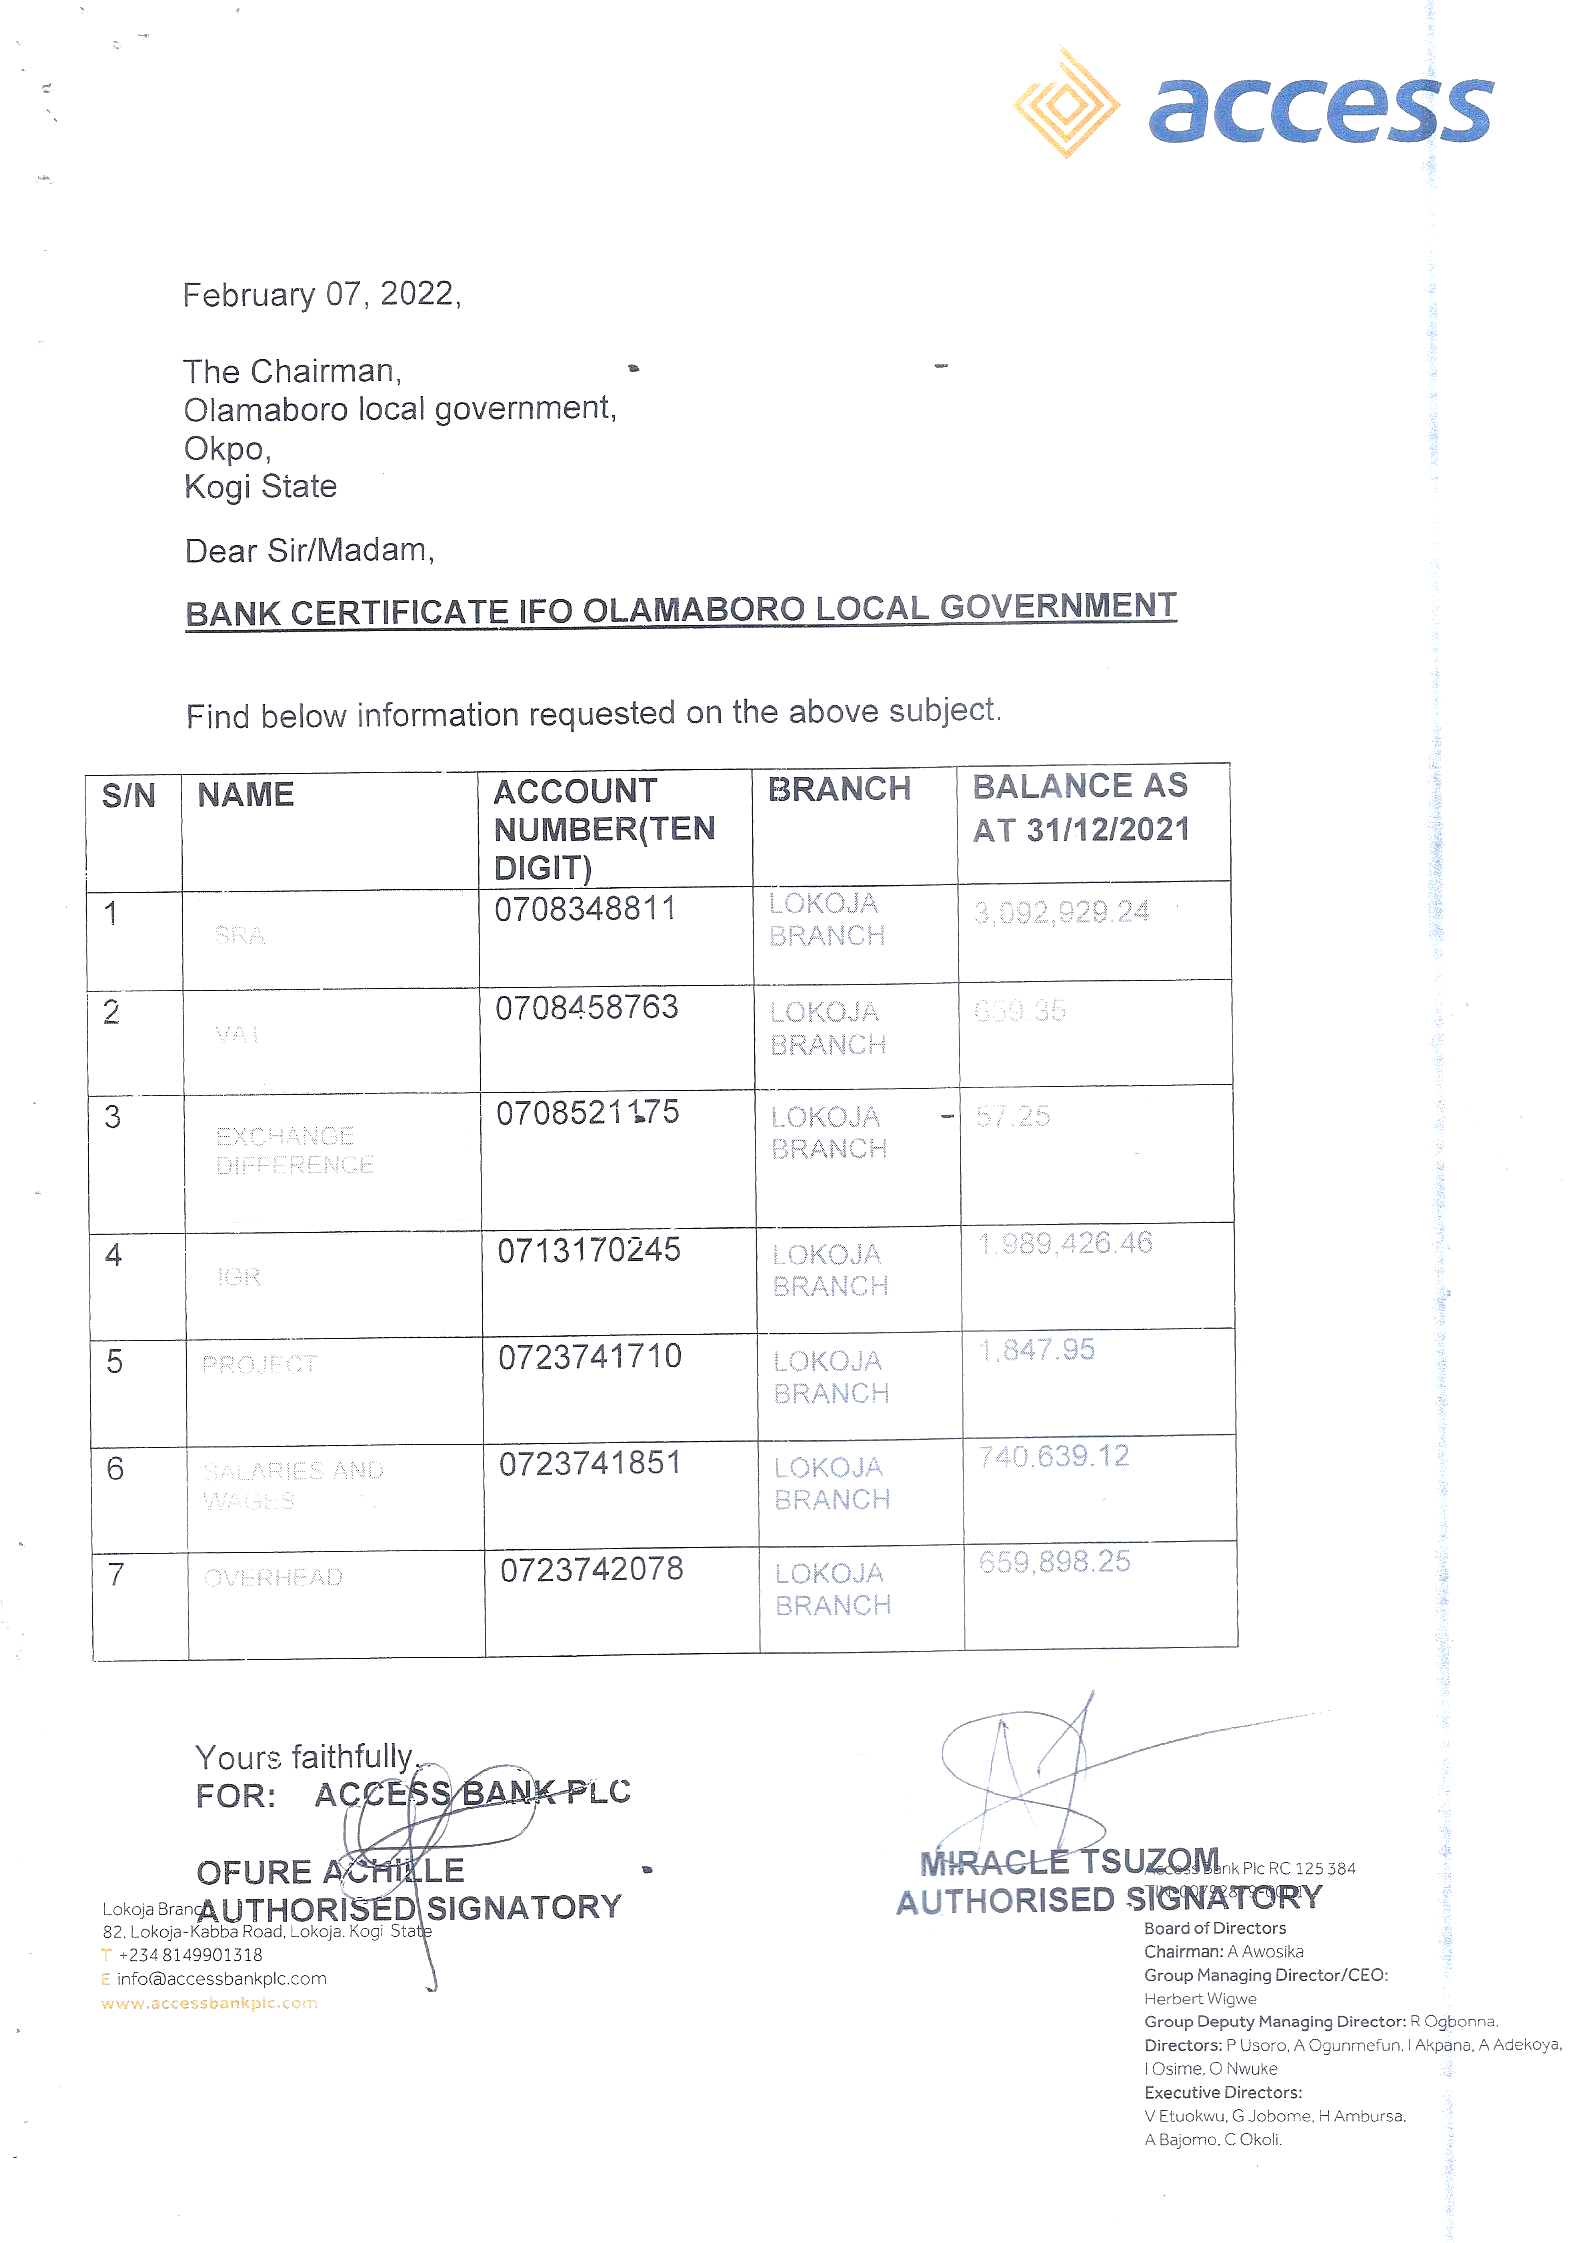 access
February 07, 2022,
The Chairman,
Olamaboro local government,
Okpo,
Kogi State
Dear Sir/Madam,
BANK CERTIFICATE IFO OLAMABORO LOCAL GOVERNMENT
Find below information requested on the above subject.
S/N NAME ACCOUNT NUMBER(TEN DIGIT) BRANCH BALANCE AS AT 31/12/2021
1 SRA 0708348811 LOKOJA BRANCH 3,092,929.24
2 VAT 0708458763 LOKOJA BRANCH 659.35
3 EXCHANGE DIFFERENCE 0708521175 LOKOJA BRANCH 57.25
4 IGR 0713170245 LOKOJA BRANCH 1,989,426.46
5 PROJECT 0723741710 LOKOJA BRANCH 1,847.95
6 SALARIES AND WAGES 0723741851 LOKOJA BRANCH 740,639.12
7 OVERHEAD 0723742078 LOKOJA BRANCH 659,898.25
Yours faithfully,
FOR: ACCESS BANK PLC
OFURE ACHILLE
AUTHORISED SIGNATORY
MIRACLE TSUZOM
AUTHORISED SIGNATORY
Lokoja Branch
82, Lokoja-Kabba Road, Lokoja. Kogi State
T +234 8149901318
E info@accessbankplc.com
www.accessbankplc.com
Access Bank Plc RC 125 384
Board of Directors
Chairman: A Awosika
Group Managing Director/CEO:
Herbert Wigwe
Group Deputy Managing Director: R Ogbonna,
Directors: P Usoro, A Ogunmefun, I Akpana, A Adekoya,
I Osime, O Nwuke
Executive Directors:
V Etuokwu, G Jobome, H Ambursa,
A Bajomo, C Okoli.